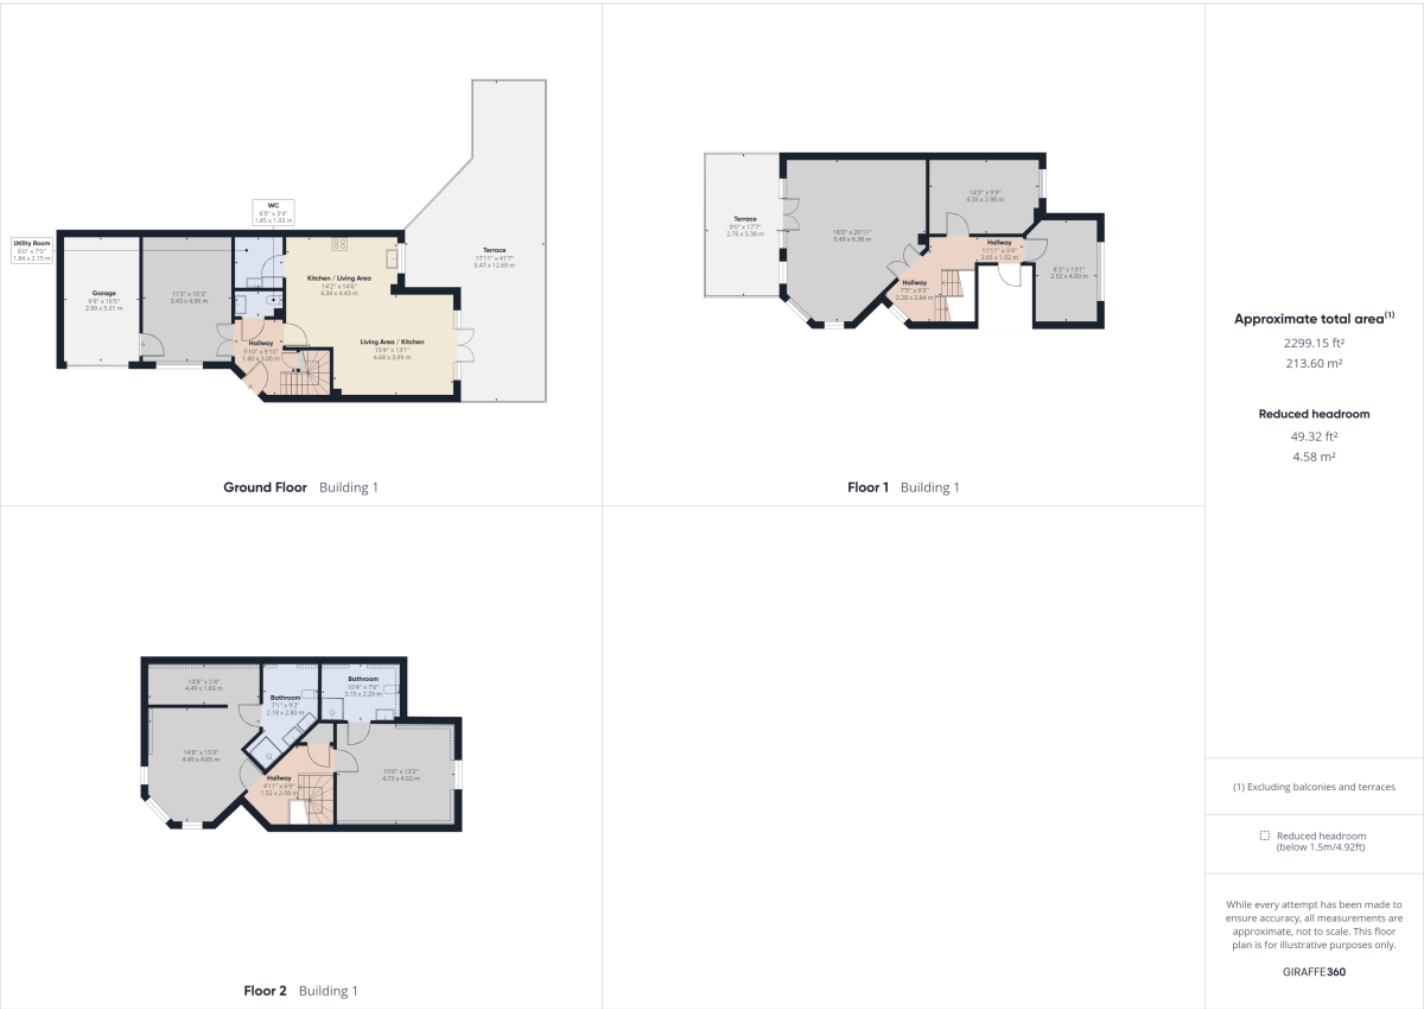 WC
6'0" x 3'4"
1.85 x 1.03 m
Utility Room
6'0" x 7'0"
1.84 x 2.15 m
Garage
9'9" x 16'5"
2.99 x 5.01 m
11'3" x 16'3"
3.43 x 4.96 m
Kitchen / Living Area
14'2" x 14'6"
4.34 x 4.43 m
Terrace
17'11" x 41'7"
5.47 x 12.69 m
Hallway
5'10" x 9'10"
1.80 x 3.00 m
Living Area / Kitchen
15'4" x 13'1"
4.68 x 3.99 m
Ground Floor Building 1
Terrace
9'0" x 17'7"
2.76 x 5.38 m
18'0" x 20'11"
5.49 x 6.38 m
14'3" x 9'9"
4.35 x 2.98 m
Hallway
11'11" x 3'4"
3.65 x 1.02 m
Hallway
7'5" x 9'3"
2.28 x 2.84 m
8'3" x 13'1"
2.52 x 4.00 m
Floor 1 Building 1
14'8" x 5'4"
4.49 x 1.63 m
Bathroom
7'1" x 9'2"
2.18 x 2.80 m
Bathroom
10'4" x 7'6"
3.15 x 2.29 m
14'8" x 15'3"
4.49 x 4.65 m
Hallway
4'11" x 6'9"
1.52 x 2.08 m
15'6" x 13'2"
4.73 x 4.02 m
Floor 2 Building 1
Approximate total area(1)
2299.15 ft²
213.60 m²
Reduced headroom
49.32 ft²
4.58 m²
(1) Excluding balconies and terraces
Reduced headroom
(below 1.5m/4.92ft)
While every attempt has been made to
ensure accuracy, all measurements are
approximate, not to scale. This floor
plan is for illustrative purposes only.
GIRAFFE360